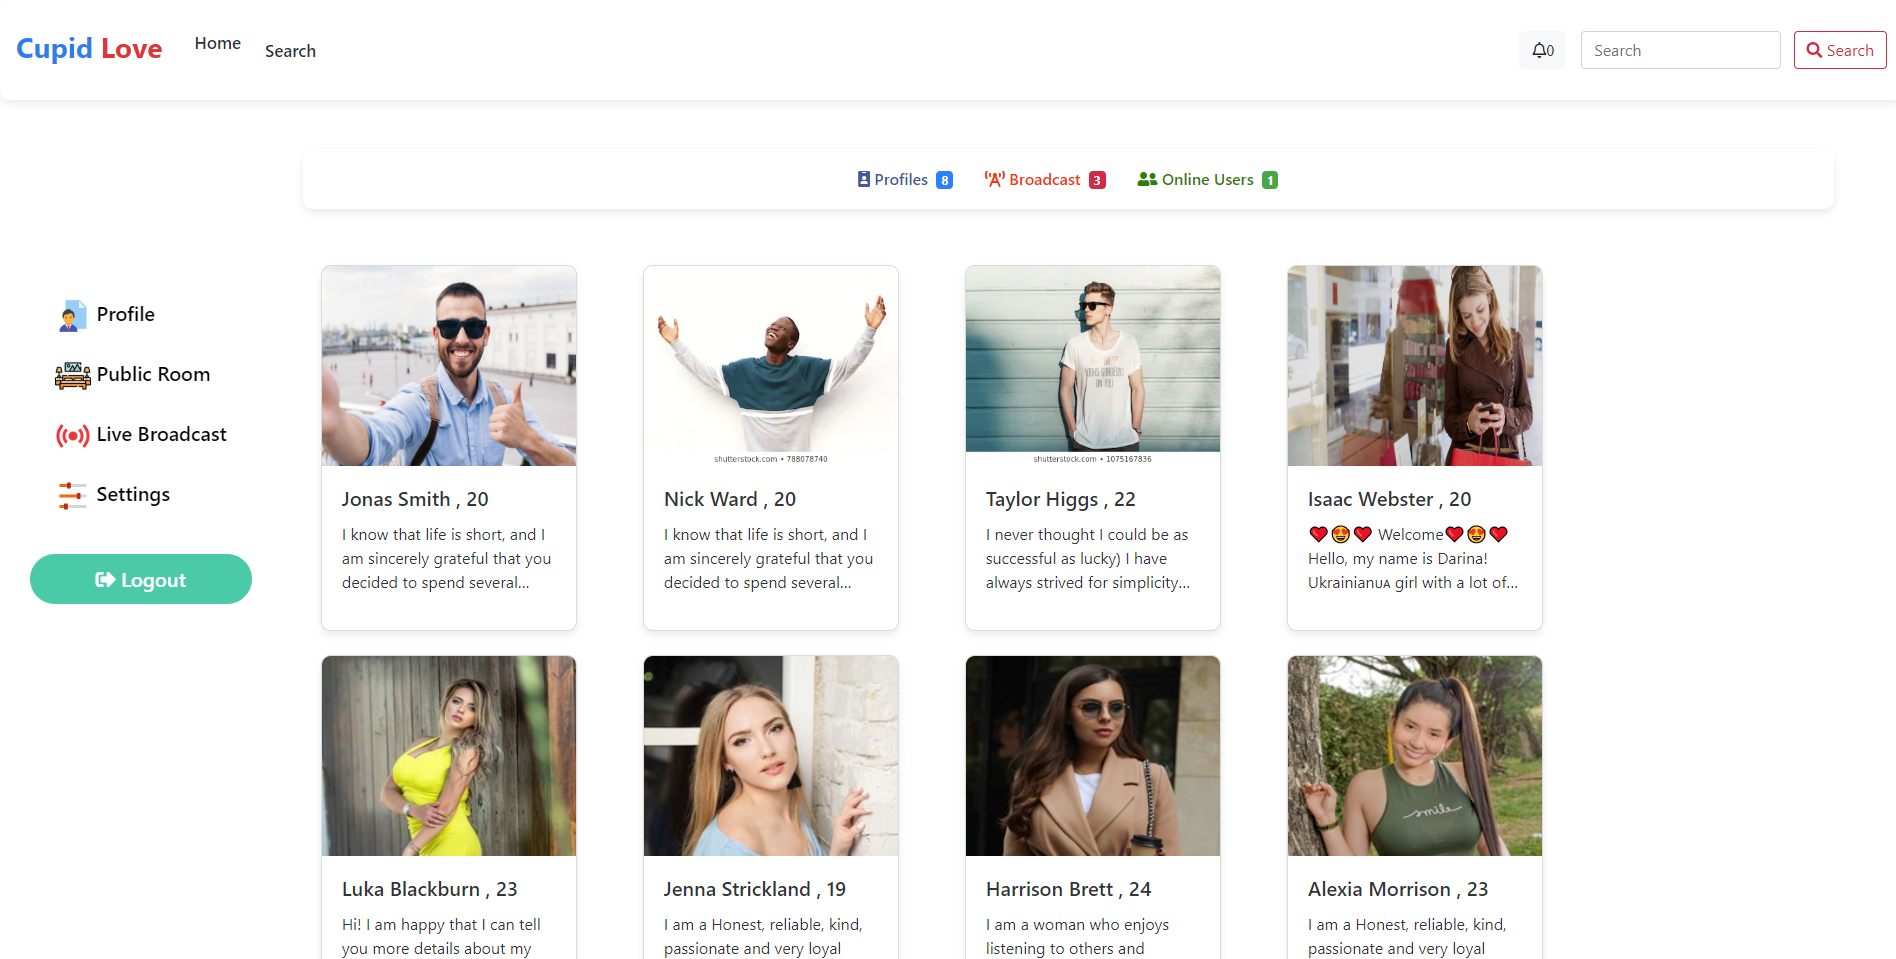 Cupid Love
Home
Search
0
Search
Search
Profiles 8
Broadcast 3
Online Users 1
Profile
Public Room
Live Broadcast
Settings
Logout
shutterstock.com • 788078740
LOOKS GORGEOUS
ON YOU
shutterstock.com • 1075167836
Jonas Smith , 20
I know that life is short, and I
am sincerely grateful that you
decided to spend several...
Nick Ward , 20
I know that life is short, and I
am sincerely grateful that you
decided to spend several...
Taylor Higgs , 22
I never thought I could be as
successful as lucky) I have
always strived for simplicity...
Isaac Webster , 20
❤️😍❤️ Welcome❤️😍❤️
Hello, my name is Darina!
Ukrainianuᴀ girl with a lot of...
smile
Luka Blackburn , 23
Hi! I am happy that I can tell
you more details about my
Jenna Strickland , 19
I am a Honest, reliable, kind,
passionate and very loyal
Harrison Brett , 24
I am a woman who enjoys
listening to others and
Alexia Morrison , 23
I am a Honest, reliable, kind,
passionate and very loyal